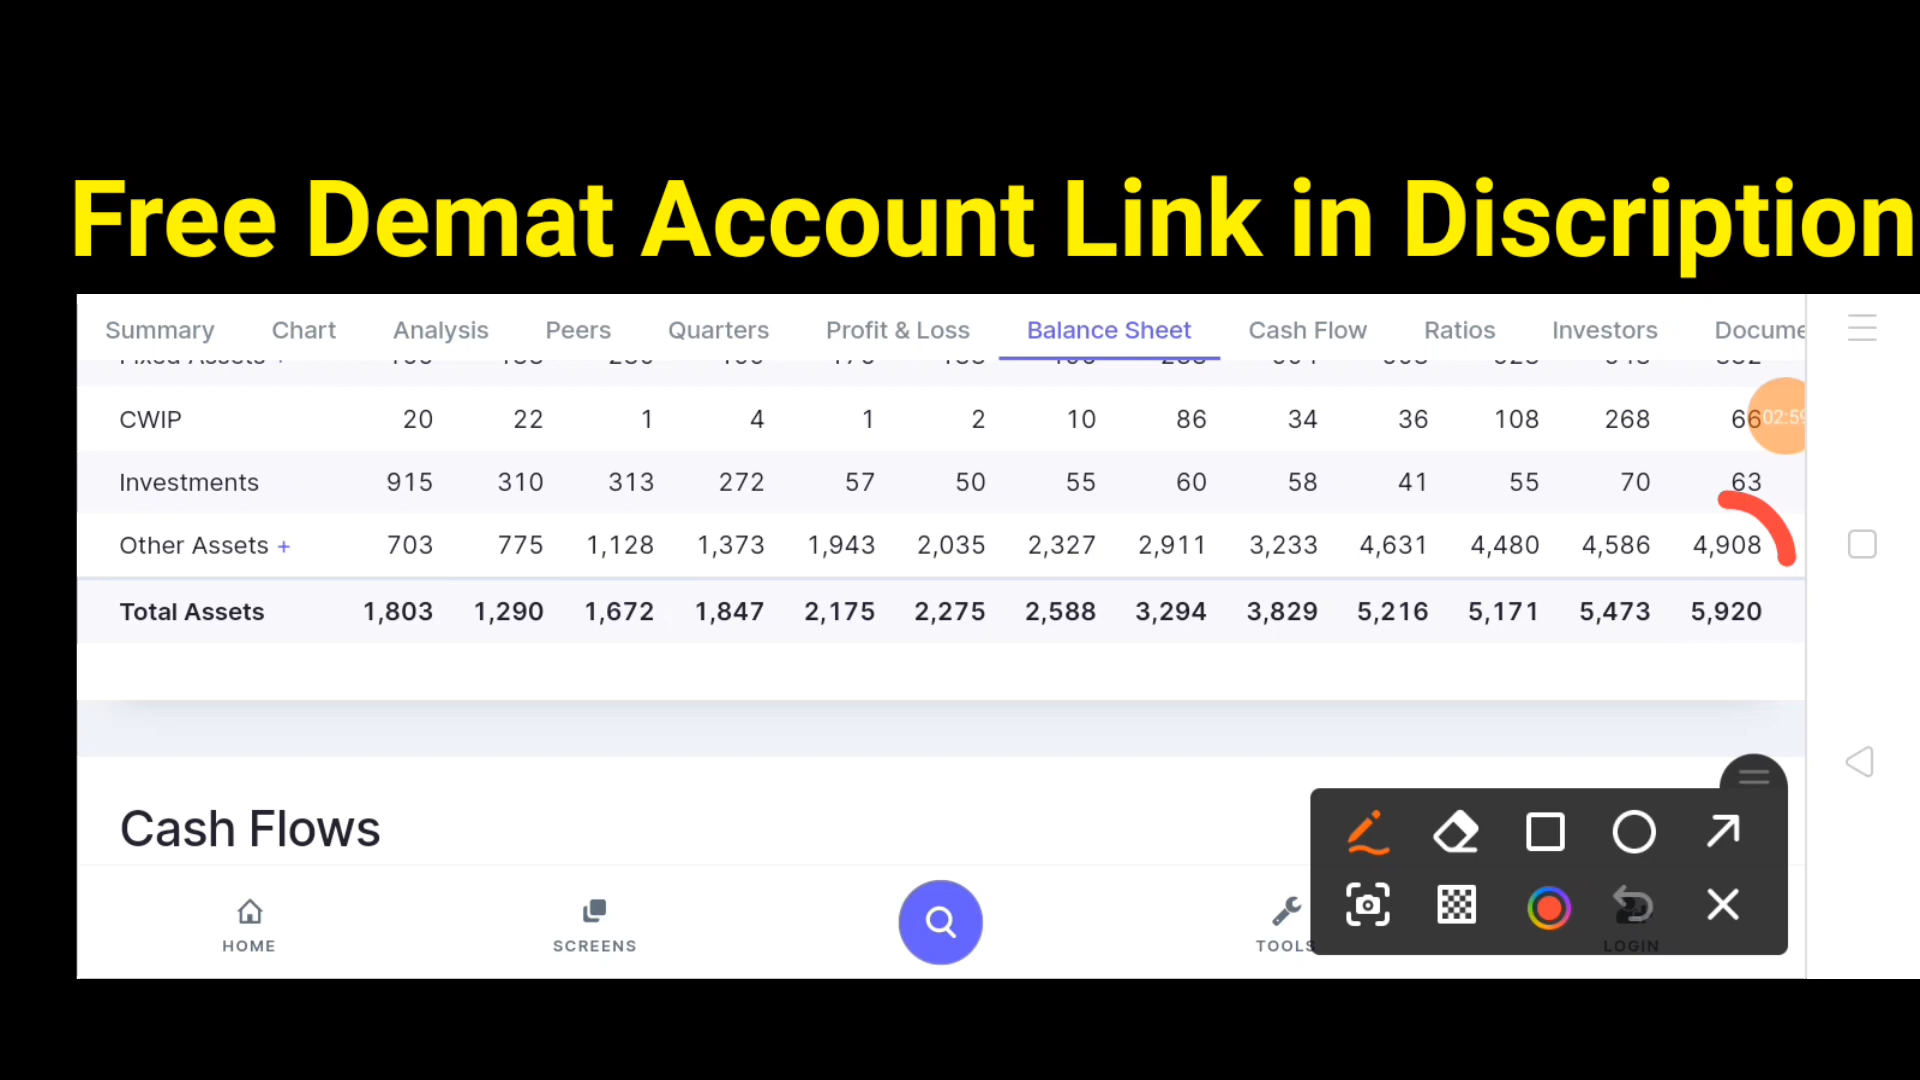 Free Demat Account Link in Discription
Summary Chart Analysis Peers Quarters Profit & Loss Balance Sheet Cash Flow Ratios Investors Docume
CWIP 20 22 1 4 1 2 10 86 34 36 108 268 66
02:59
Investments 915 310 313 272 57 50 55 60 58 41 55 70 63
Other Assets + 703 775 1,128 1,373 1,943 2,035 2,327 2,911 3,233 4,631 4,480 4,586 4,908
Total Assets 1,803 1,290 1,672 1,847 2,175 2,275 2,588 3,294 3,829 5,216 5,171 5,473 5,920
Cash Flows
HOME SCREENS TOOLS LOGIN